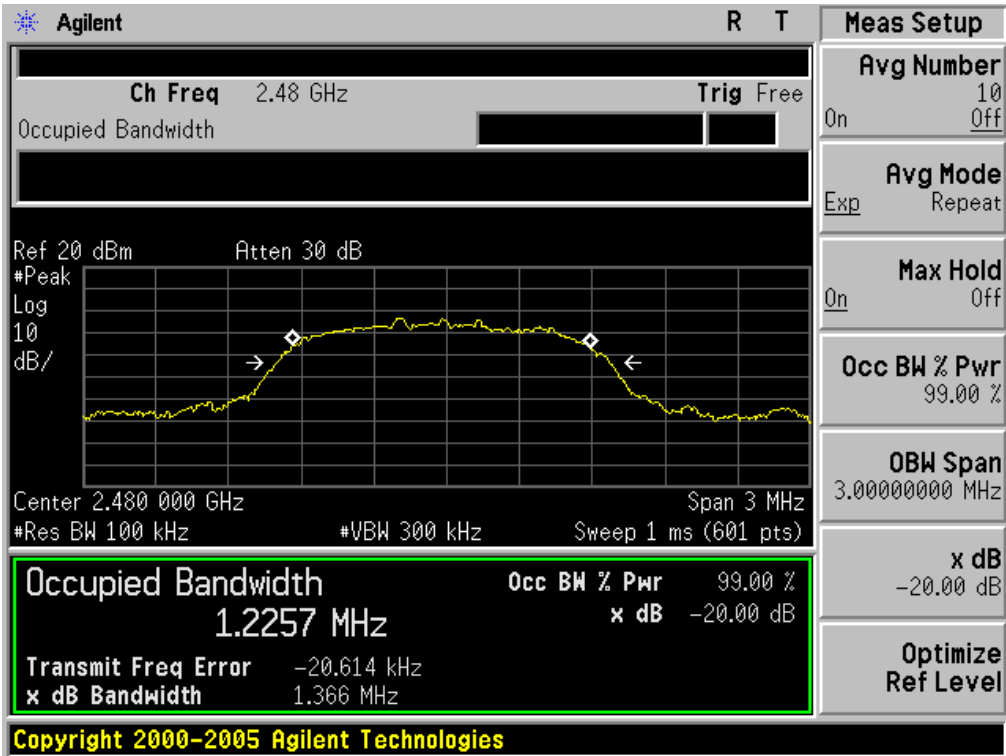 Agilent R T
Ch Freq 2.48 GHz Trig Free
Occupied Bandwidth
Ref 20 dBm Atten 30 dB
#Peak
Log
10
dB/
Center 2.480 000 GHz Span 3 MHz
#Res BW 100 kHz #VBW 300 kHz Sweep 1 ms (601 pts)
Occupied Bandwidth Occ BW % Pwr 99.00 %
1.2257 MHz x dB -20.00 dB
Transmit Freq Error -20.614 kHz
x dB Bandwidth 1.366 MHz
Copyright 2000-2005 Agilent Technologies
Meas Setup
Avg Number
10
On Off
Avg Mode
Exp Repeat
Max Hold
On Off
Occ BW % Pwr
99.00 %
OBW Span
3.00000000 MHz
x dB
-20.00 dB
Optimize
Ref Level